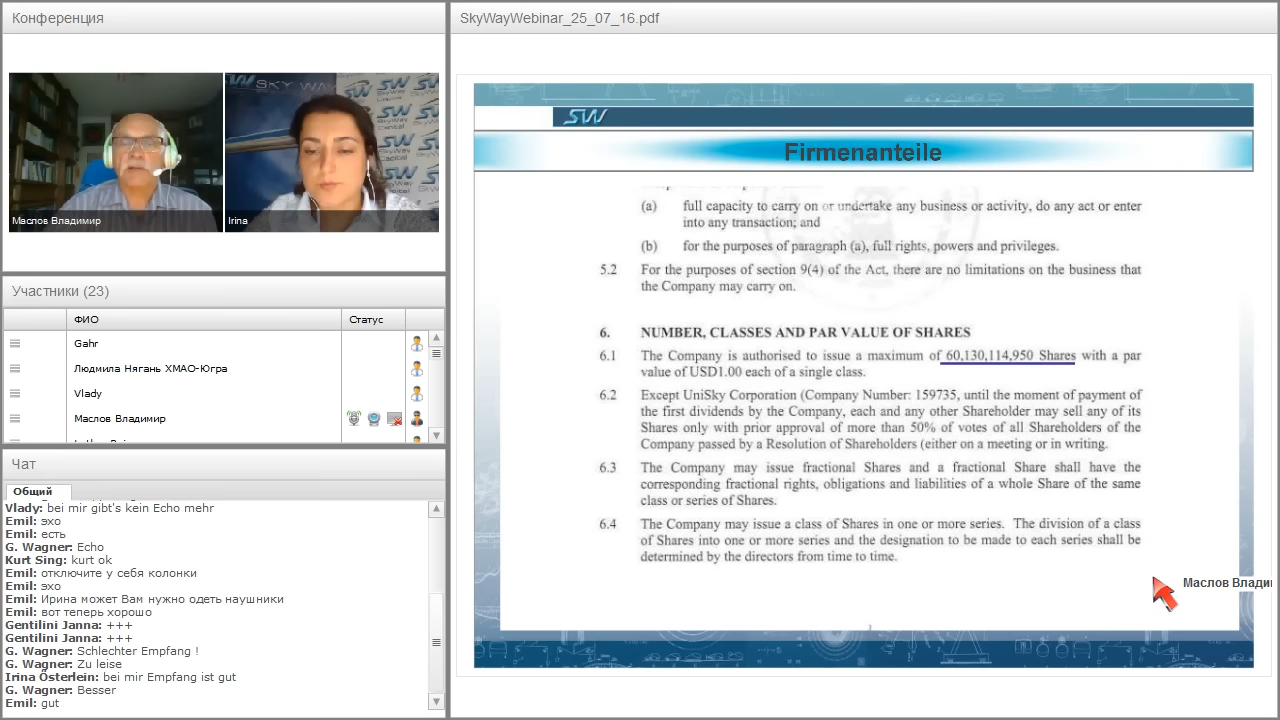 Конференция
Маслов Владимир
Irina
Участники (23)
ФИО Статус
Gahr
Людмила Нягань ХМАО-Югра
Vlady
Маслов Владимир
Чат
Общий
Vlady: bei mir gibt's kein Echo mehr
Emil: эхо
Emil: есть
G. Wagner: Echo
Kurt Sing: kurt ok
Emil: отключите у себя колонки
Emil: эхо
Emil: Ирина может Вам нужно одеть наушники
Emil: вот теперь хорошо
Gentilini Janna: +++
Gentilini Janna: +++
G. Wagner: Schlechter Empfang !
G. Wagner: Zu leise
Irina Österlein: bei mir Empfang ist gut
G. Wagner: Besser
Emil: gut
SkyWayWebinar_25_07_16.pdf
SW
Firmenanteile
(a) full capacity to carry on or undertake any business or activity, do any act or enter
into any transaction; and
(b) for the purposes of paragraph (a), full rights, powers and privileges.
5.2 For the purposes of section 9(4) of the Act, there are no limitations on the business that
the Company may carry on.
6. NUMBER, CLASSES AND PAR VALUE OF SHARES
6.1 The Company is authorised to issue a maximum of 60,130,114,950 Shares with a par
value of USD1.00 each of a single class.
6.2 Except UniSky Corporation (Company Number: 159735, until the moment of payment of
the first dividends by the Company, each and any other Shareholder may sell any of its
Shares only with prior approval of more than 50% of votes of all Shareholders of the
Company passed by a Resolution of Shareholders (either on a meeting or in writing.
6.3 The Company may issue fractional Shares and a fractional Share shall have the
corresponding fractional rights, obligations and liabilities of a whole Share of the same
class or series of Shares.
6.4 The Company may issue a class of Shares in one or more series. The division of a class
of Shares into one or more series and the designation to be made to each series shall be
determined by the directors from time to time.
Маслов Влади